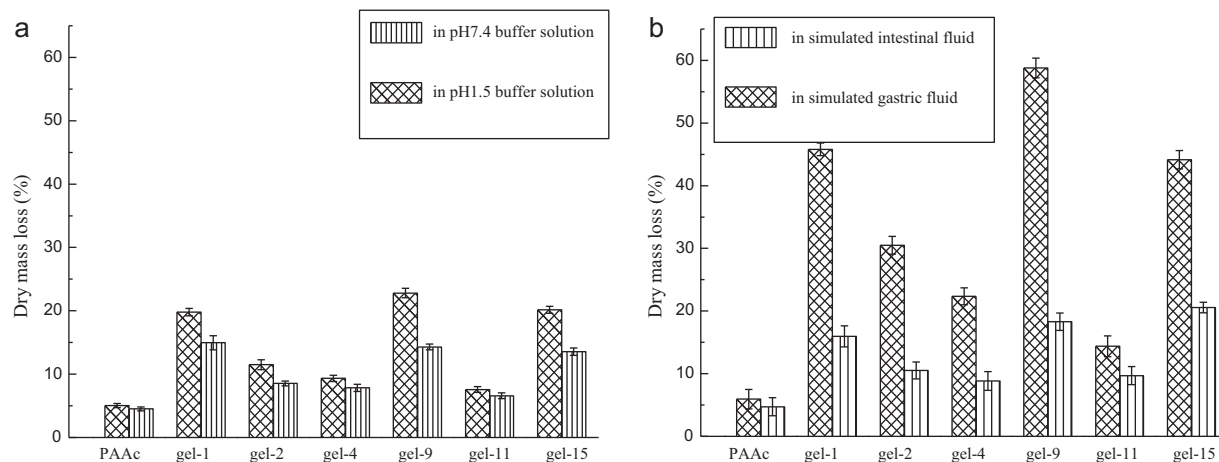 a
in pH7.4 buffer solution
in pH1.5 buffer solution
Dry mass loss (%)
60
50
40
30
20
10
0
PAAc gel-1 gel-2 gel-4 gel-9 gel-11 gel-15
b
in simulated intestinal fluid
in simulated gastric fluid
Dry mass loss (%)
60
50
40
30
20
10
0
PAAc gel-1 gel-2 gel-4 gel-9 gel-11 gel-15